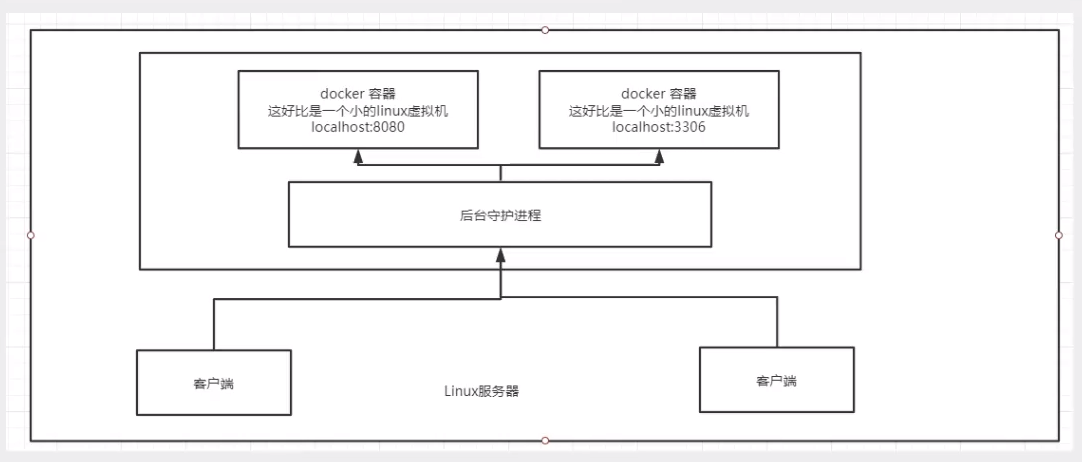 docker 容器
这好比是一个小的linux虚拟机
localhost:8080
docker 容器
这好比是一个小的linux虚拟机
localhost:3306
后台守护进程
客户端
Linux服务器
客户端